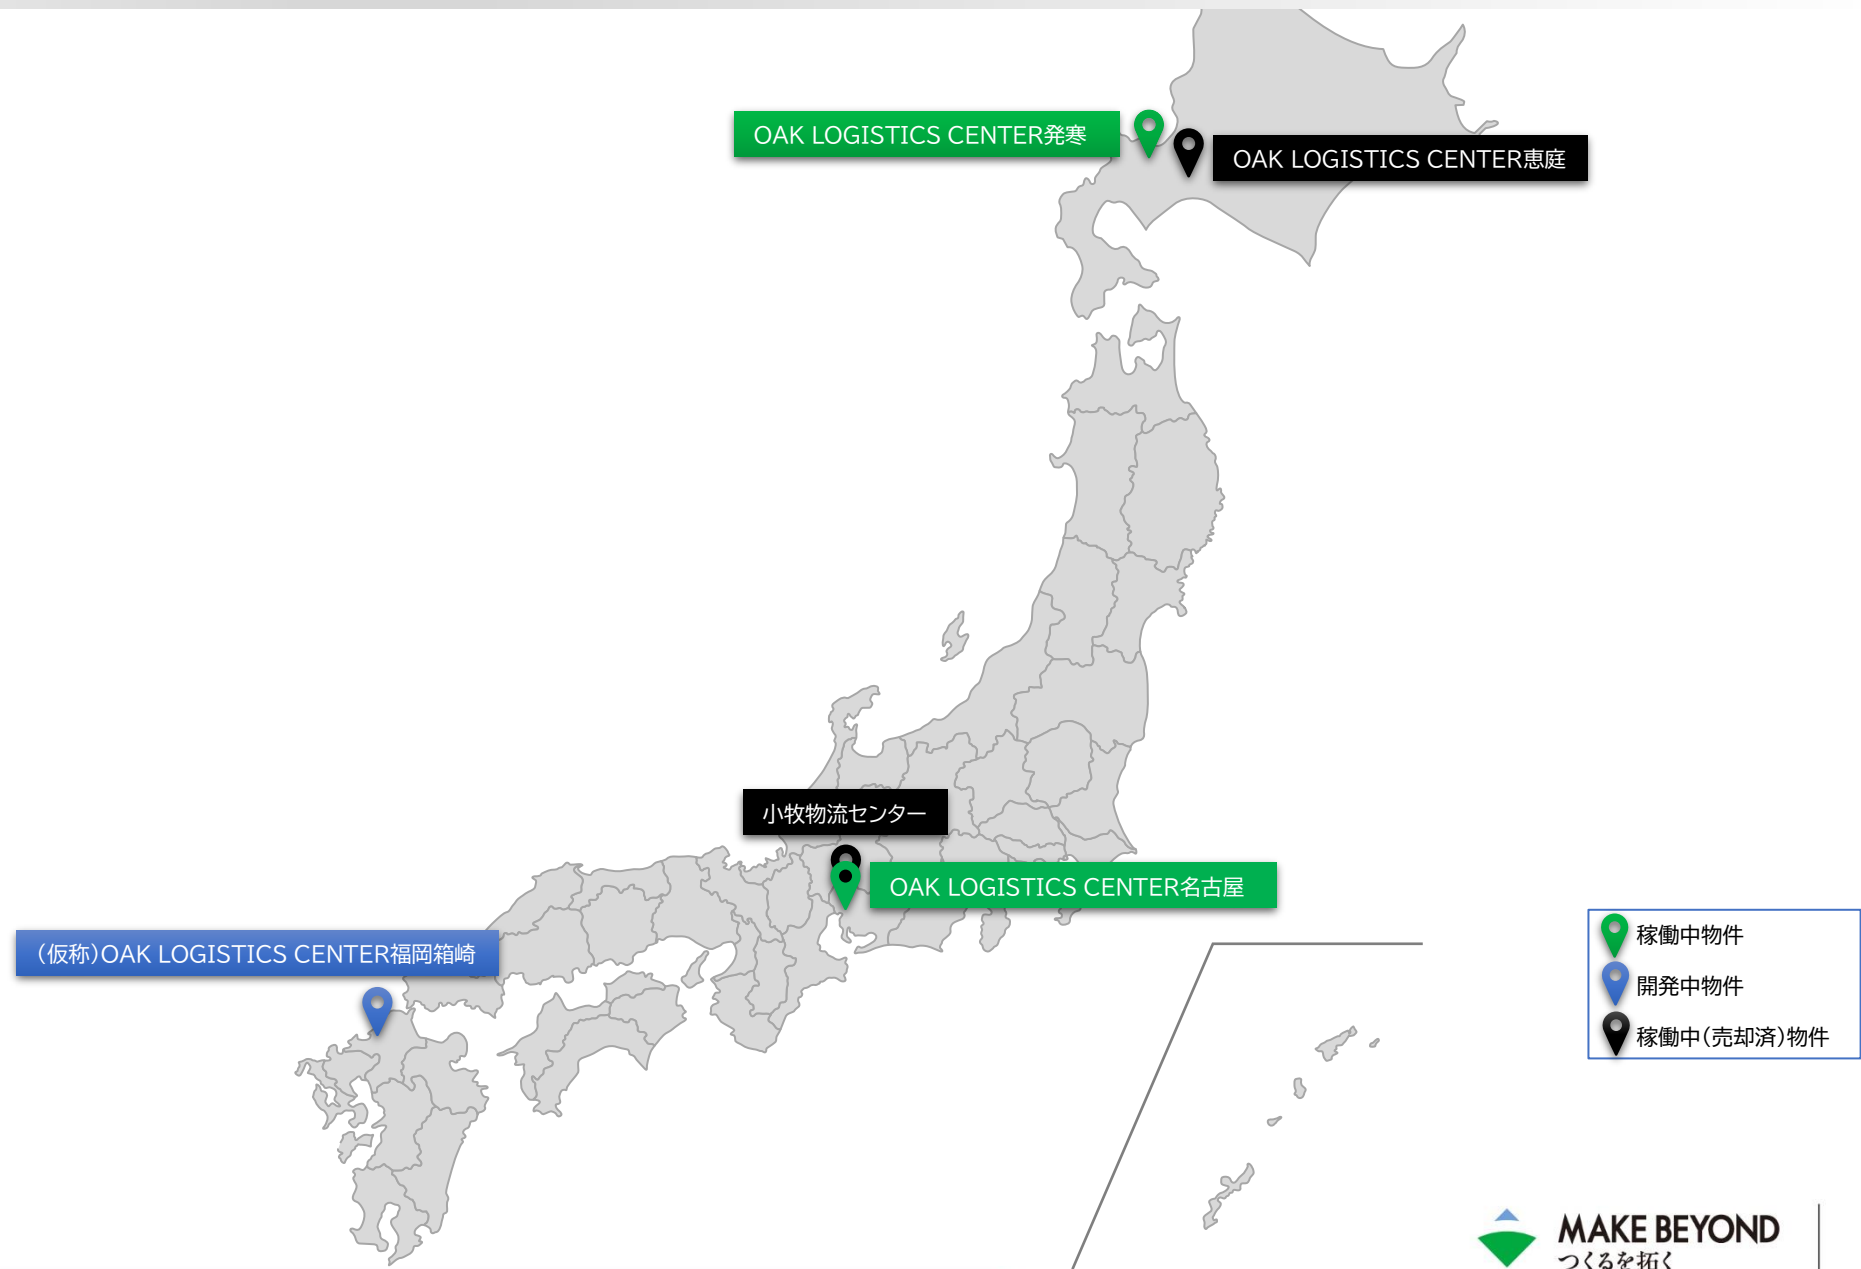 OAK LOGISTICS CENTER発寒
OAK LOGISTICS CENTER恵庭
小牧物流センター
OAK LOGISTICS CENTER名古屋
（仮称）OAK LOGISTICS CENTER福岡箱崎
稼働中物件
開発中物件
稼働中（売却済）物件
MAKE BEYOND
つくるを拓く